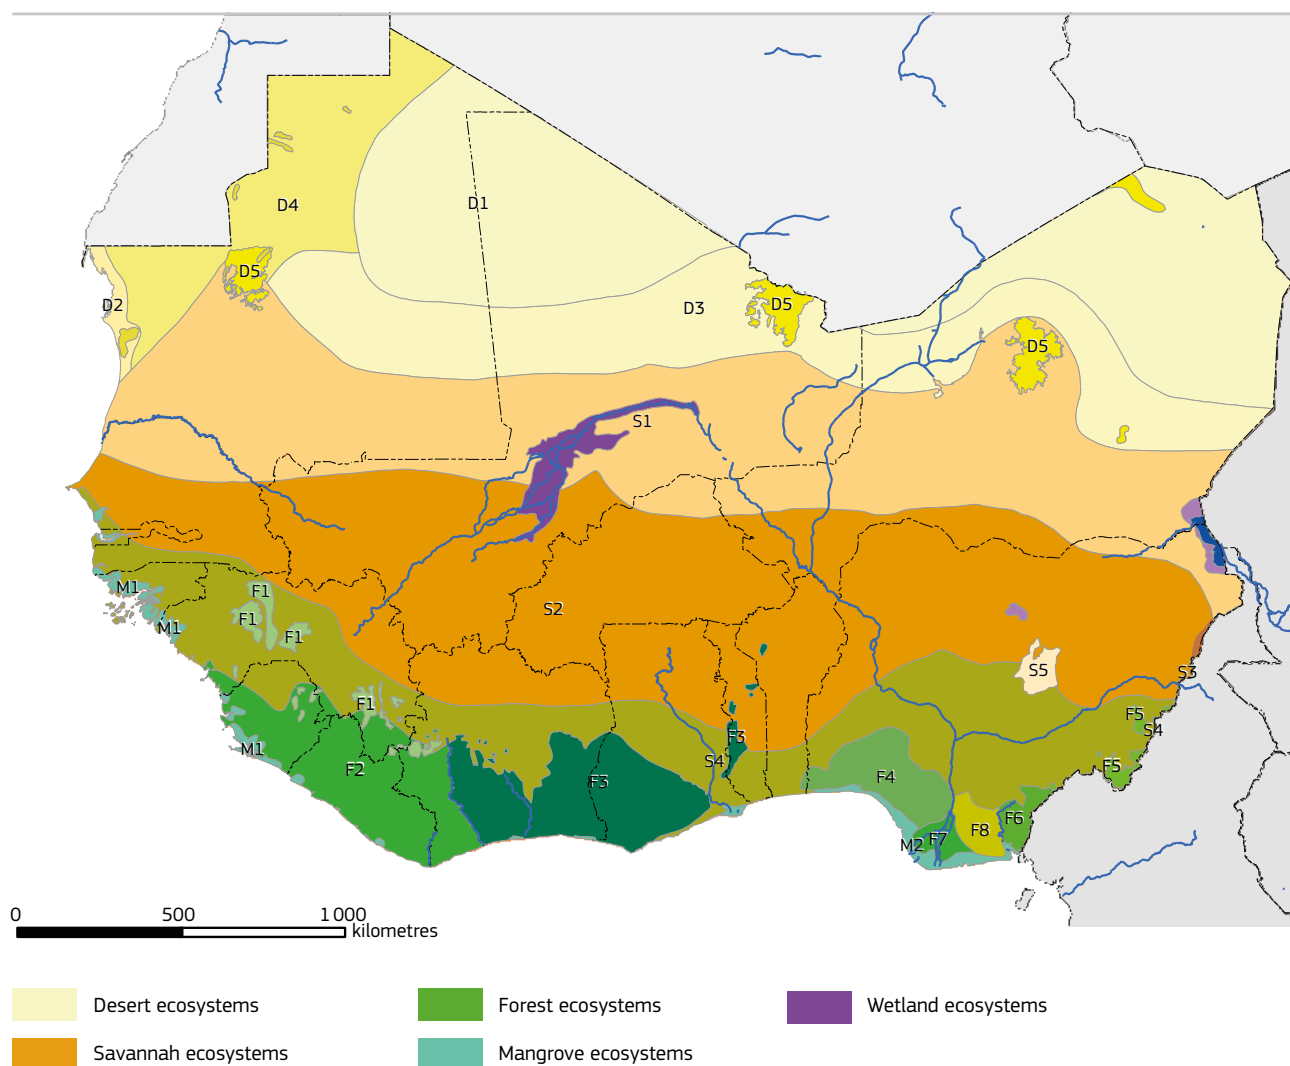 D4
D1
D5
D2
D3
D5
D5
S1
M1
F1
F1
F1
M1
S2
S5
S3
F1
F5
S4
M1
F2
F3
S4
F3
F4
F5
F6
M2
F7
F8
0 500 1 000
kilometres
Desert ecosystems
Forest ecosystems
Wetland ecosystems
Savannah ecosystems
Mangrove ecosystems